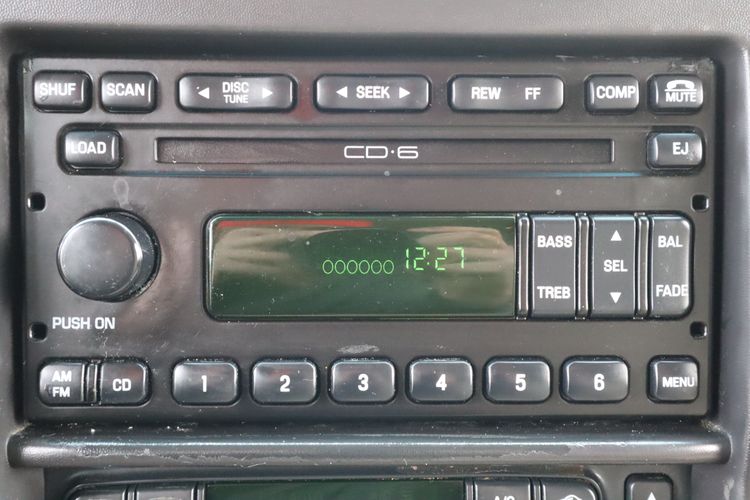 SHUF SCAN ◄ DISC TUNE ► ◄ SEEK ► REW FF COMP MUTE
LOAD CD·6 EJ
000000 12:27
BASS ▲ BAL
SEL
TREB ▼ FADE
PUSH ON
AM FM CD 1 2 3 4 5 6 MENU